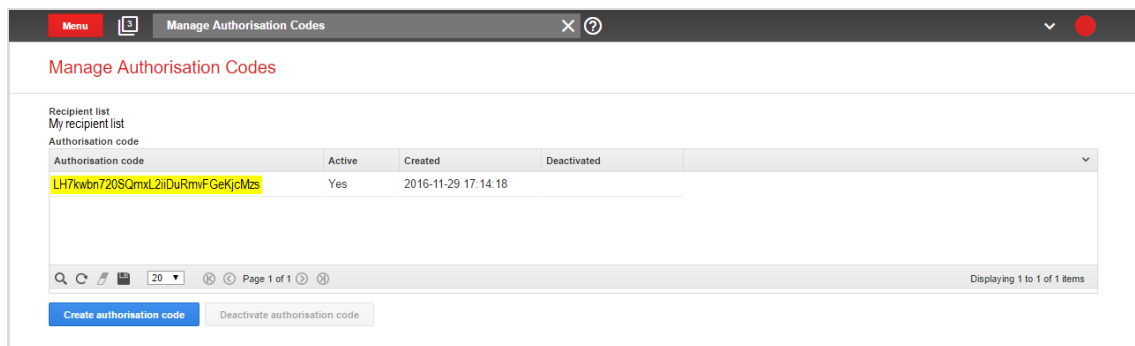 Menu 3 Manage Authorisation Codes
Manage Authorisation Codes
Recipient list
My recipient list
Authorisation code
Authorisation code Active Created Deactivated
LH7kwbn720SQmxL2iiDuRmvFGeKjcMzs Yes 2016-11-29 17:14:18
20 Page 1 of 1 Displaying 1 to 1 of 1 items
Create authorisation code Deactivate authorisation code